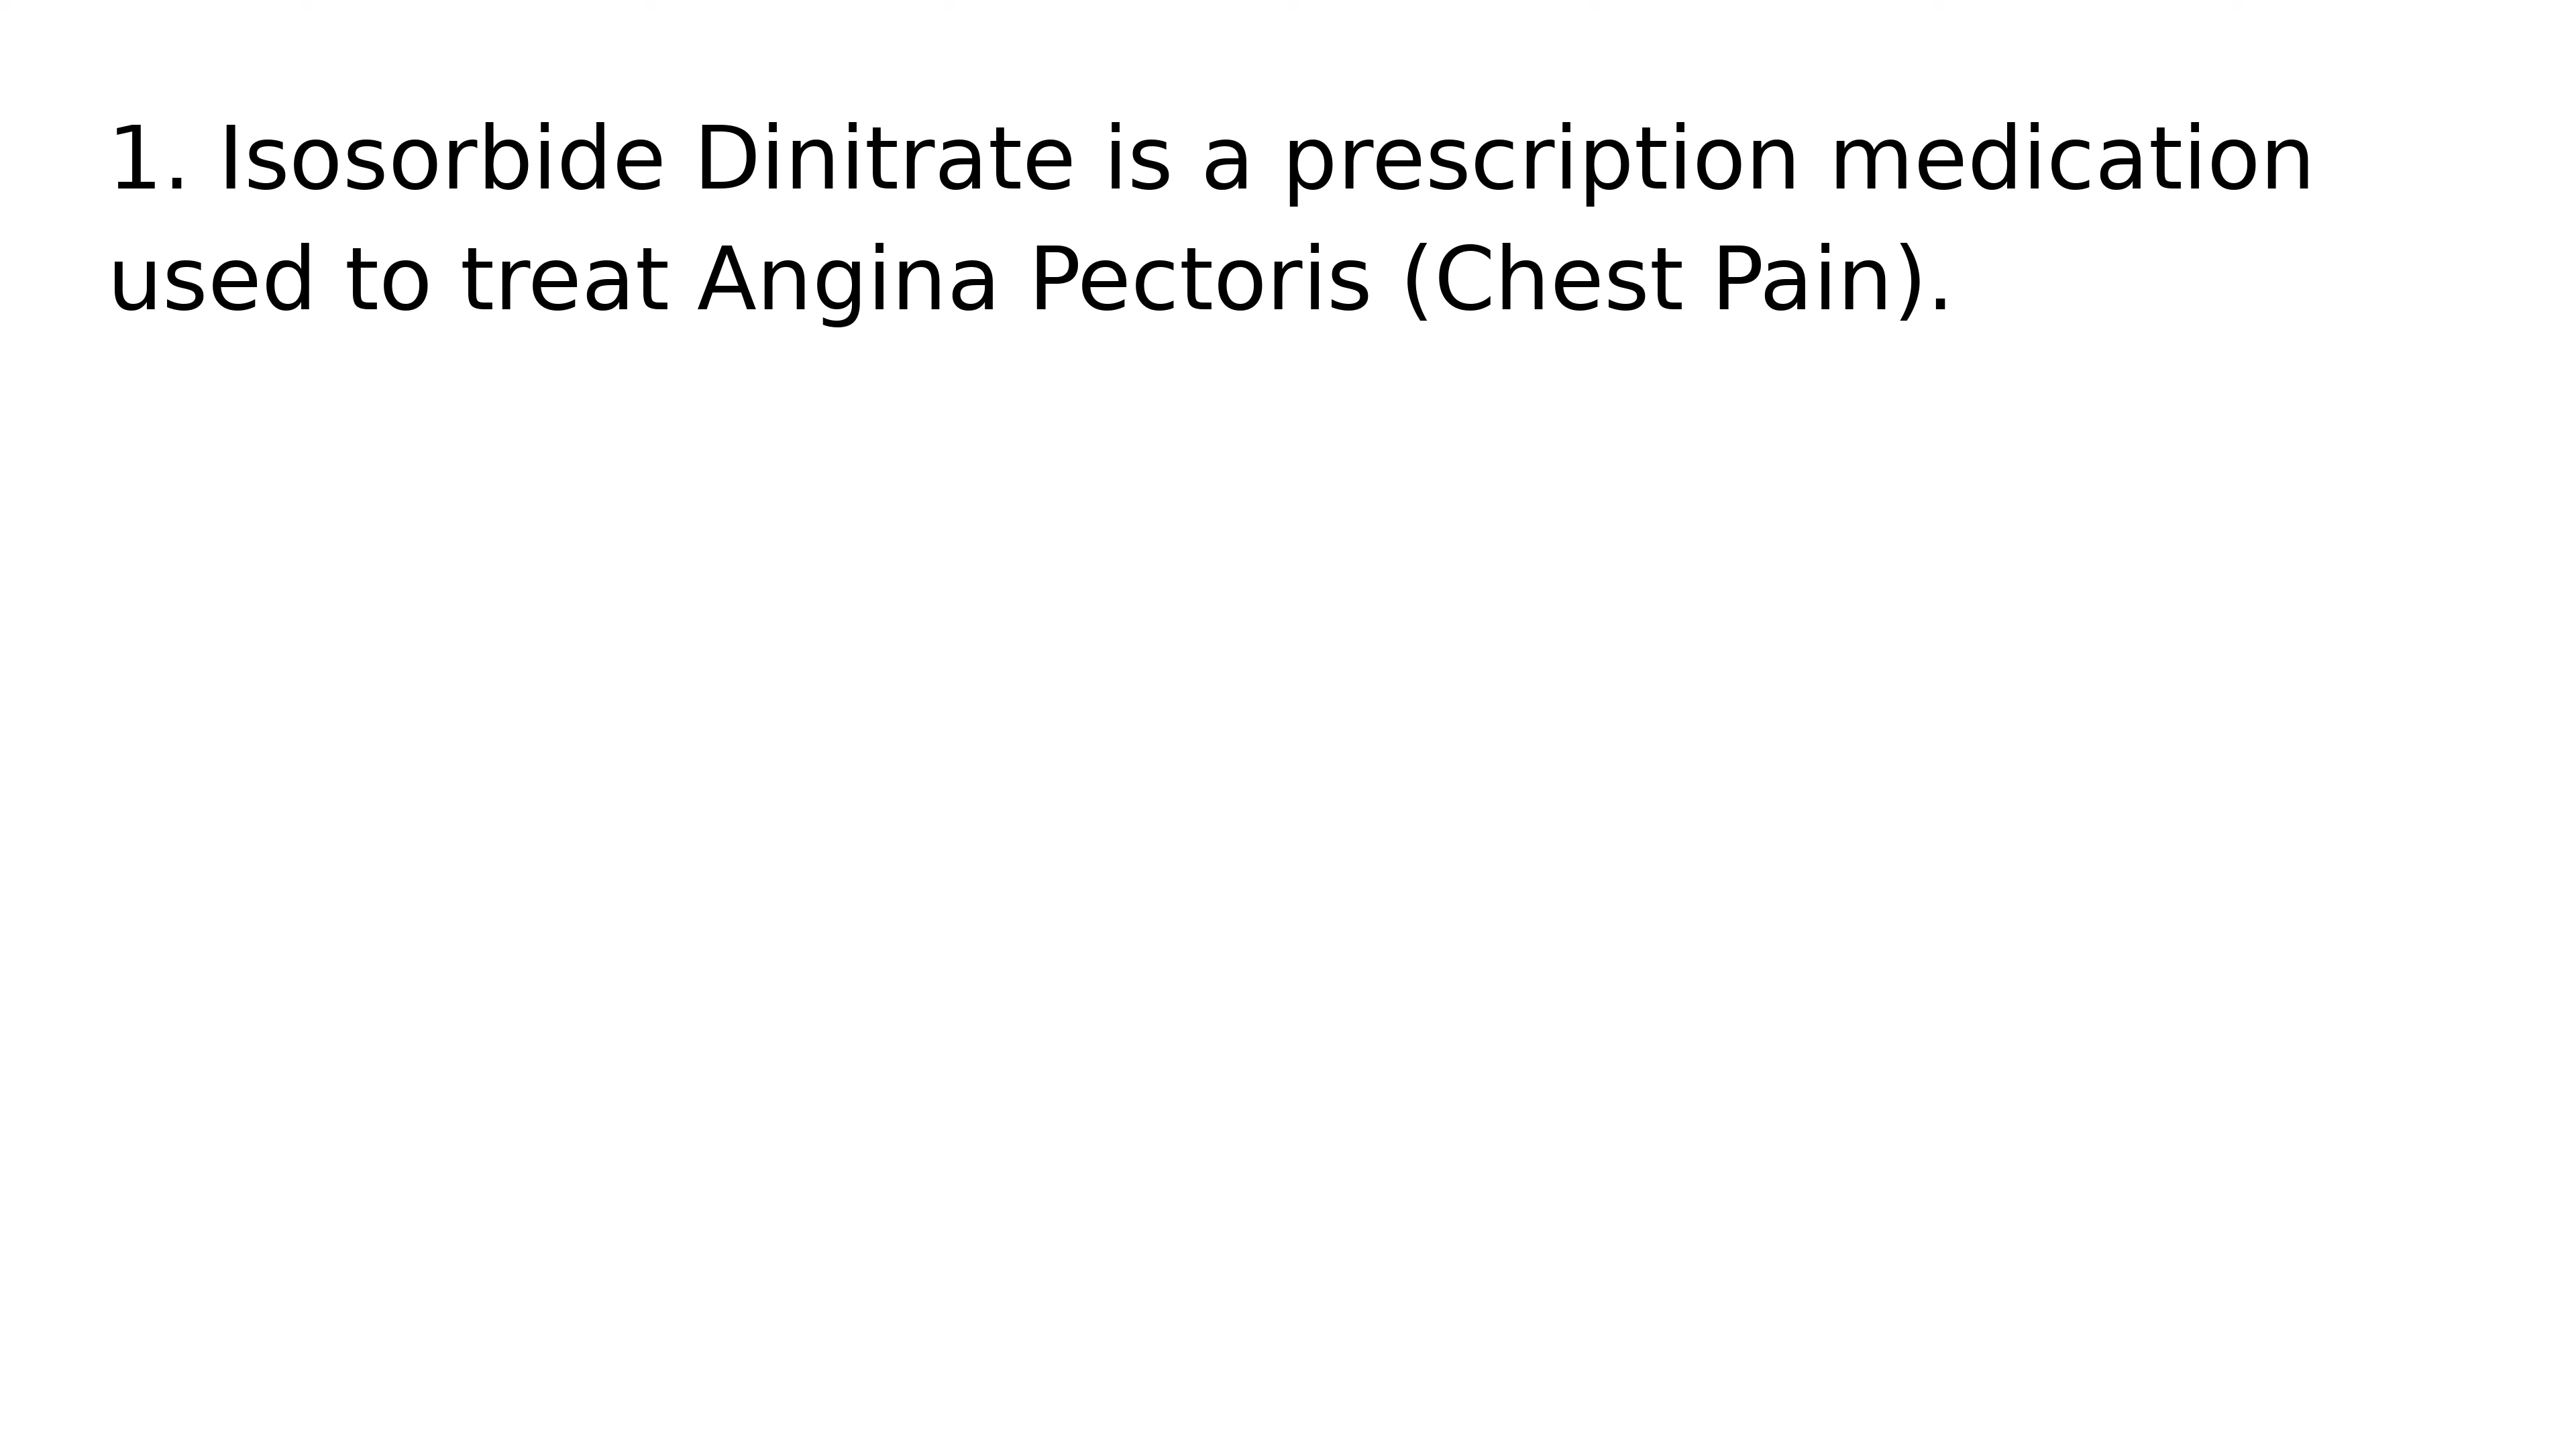 1. Isosorbide Dinitrate is a prescription medication
used to treat Angina Pectoris (Chest Pain).